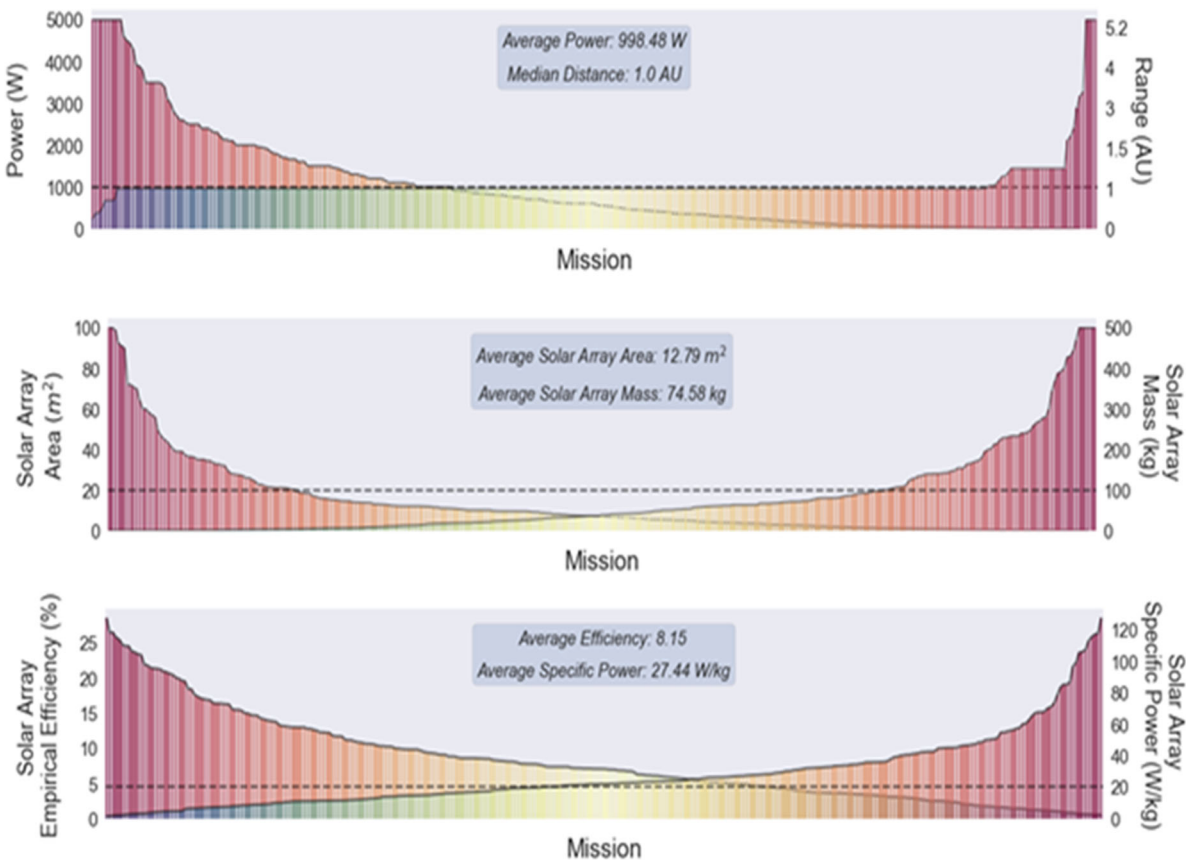 Average Power: 998.48 W
Median Distance: 1.0 AU
Power (W)
5000
4000
3000
2000
1000
0
5.2
4
3
1.5
1
0
Range (AU)
Mission
Average Solar Array Area: 12.79 m²
Average Solar Array Mass: 74.58 kg
Solar Array
Area (m²)
100
80
60
40
20
0
500
400
300
200
100
0
Solar Array
Mass (kg)
Mission
Average Efficiency: 8.15
Average Specific Power: 27.44 W/kg
Solar Array
Empirical Efficiency (%)
25
20
15
10
5
0
120
100
80
60
40
20
0
Solar Array
Specific Power (W/kg)
Mission